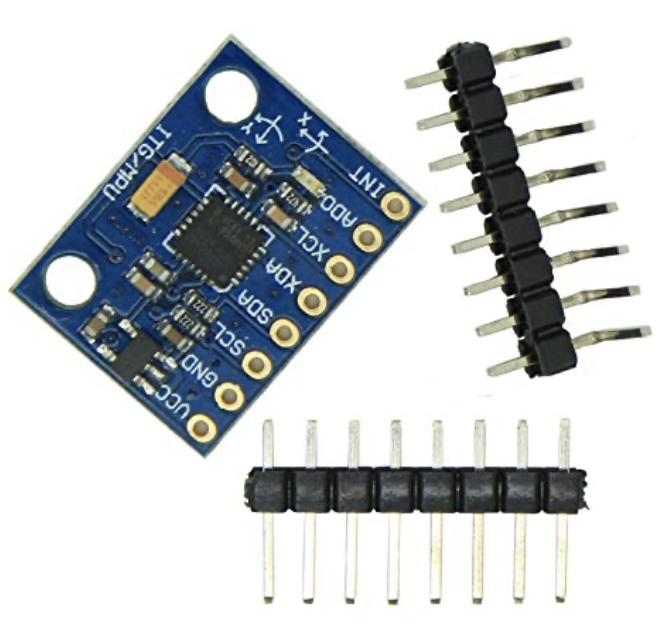 ITG/MPU
X
Y
INT
ADO
XCL
XDA
SDA
SCL
GND
VCC